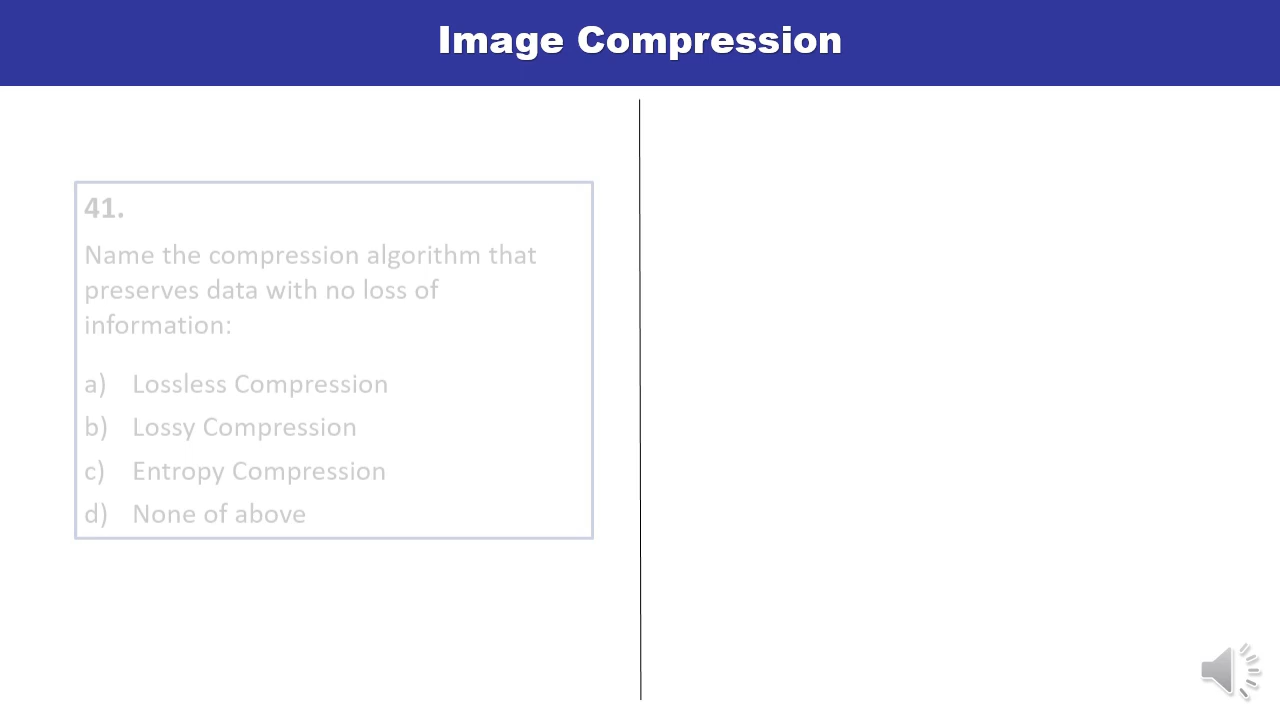 Image Compression
41.
Name the compression algorithm that
preserves data with no loss of
information:
a) Lossless Compression
b) Lossy Compression
c) Entropy Compression
d) None of above